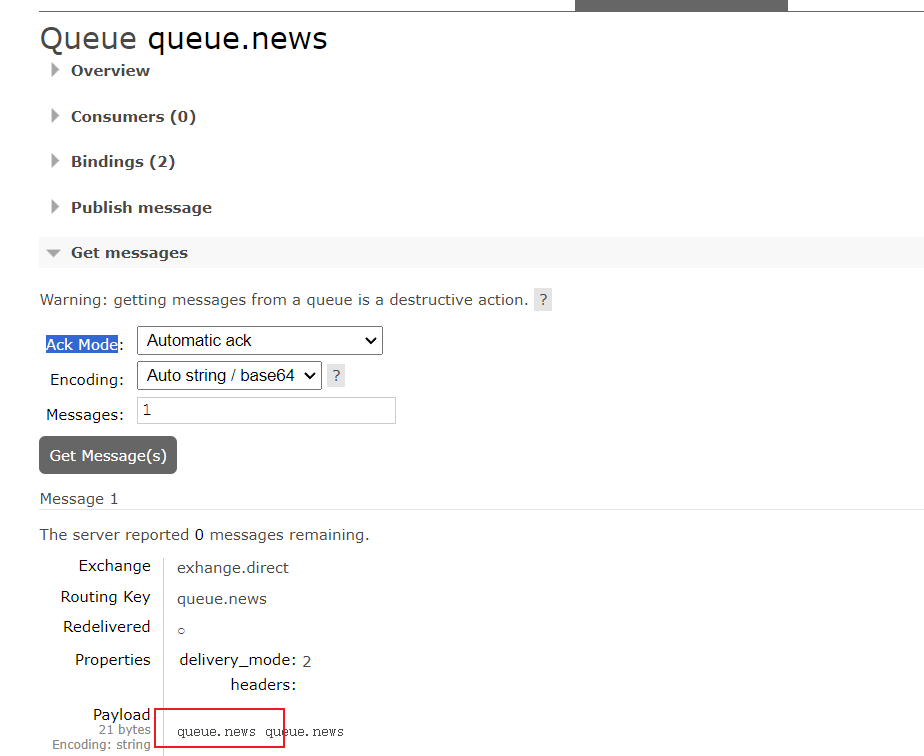 Queue queue.news
Overview
Consumers (0)
Bindings (2)
Publish message
Get messages
Warning: getting messages from a queue is a destructive action. ?
Ack Mode: Automatic ack
Encoding: Auto string / base64 ?
Messages: 1
Get Message(s)
Message 1
The server reported 0 messages remaining.
Exchange exhange.direct
Routing Key queue.news
Redelivered ○
Properties delivery_mode: 2
headers:
Payload
21 bytes
Encoding: string
queue.news queue.news